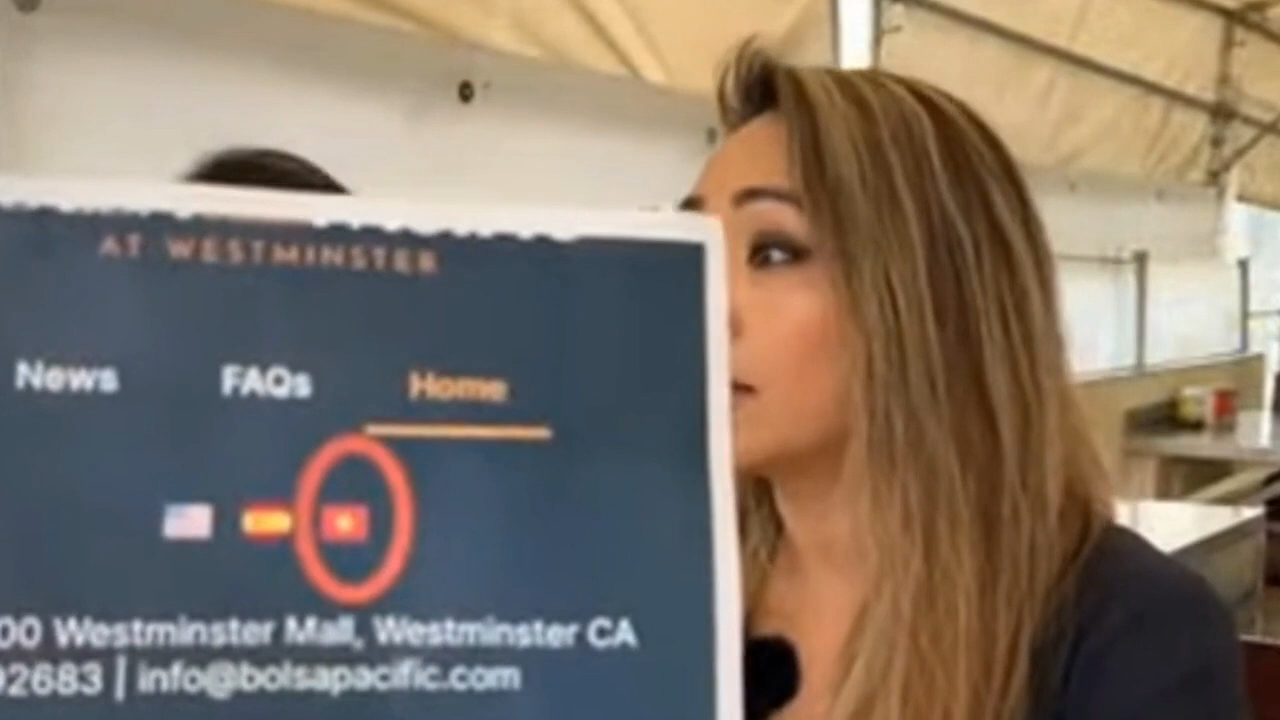 AT WESTMINSTER
News FAQs Home
00 Westminster Mall, Westminster CA
92683 | info@bolsapacific.com